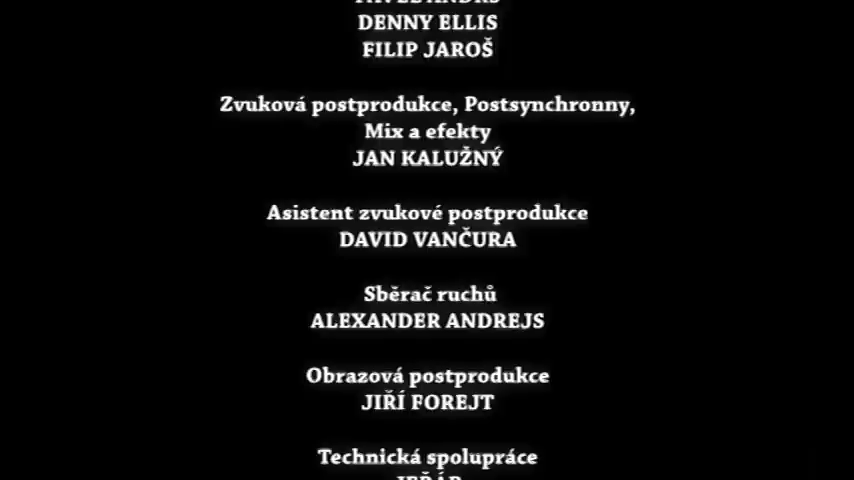 DENNY ELLIS
FILIP JAROŠ
Zvuková postprodukce, Postsynchronny,
Mix a efekty
JAN KALUŽNÝ
Asistent zvukové postprodukce
DAVID VANČURA
Sběrač ruchů
ALEXANDER ANDREJS
Obrazová postprodukce
JIŘÍ FOREJT
Technická spolupráce